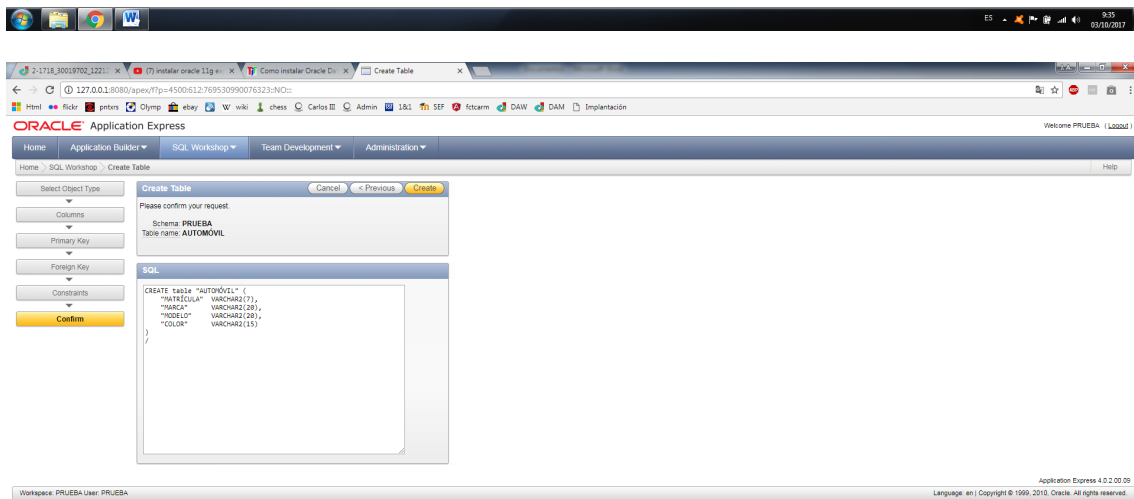 ES
9:35
03/10/2017
2-1718_30019702_1221
(7) instalar oracle 11g ex
Como instalar Oracle Da
Create Table
127.0.0.1:8080/apex/f?p=4500:612:769530990076323::NO:::
Html
flickr
pntxrs
Olymp
ebay
W wiki
chess
Carlos III
Admin
1&1
SEF
fctcarm
DAW
DAM
Implantación
ORACLE Application Express
Welcome PRUEBA (Logout)
Home
Application Builder
SQL Workshop
Team Development
Administration
Home > SQL Workshop > Create Table
Help
Select Object Type
Columns
Primary Key
Foreign Key
Constraints
Confirm
Create Table
Cancel
< Previous
Create
Please confirm your request.
Schema: PRUEBA
Table name: AUTOMÓVIL
SQL
CREATE table "AUTOMÓVIL" (
"MATRÍCULA" VARCHAR2(7),
"MARCA" VARCHAR2(20),
"MODELO" VARCHAR2(20),
"COLOR" VARCHAR2(15)
)
/
Application Express 4.0.2.00.09
Workspace: PRUEBA User: PRUEBA
Language: en | Copyright © 1999, 2010, Oracle. All rights reserved.